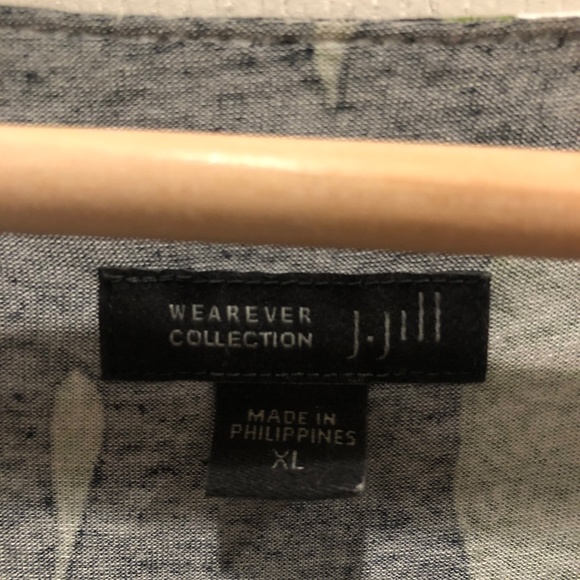 WEAREVER
COLLECTION
J.Jill
MADE IN
PHILIPPINES
XL